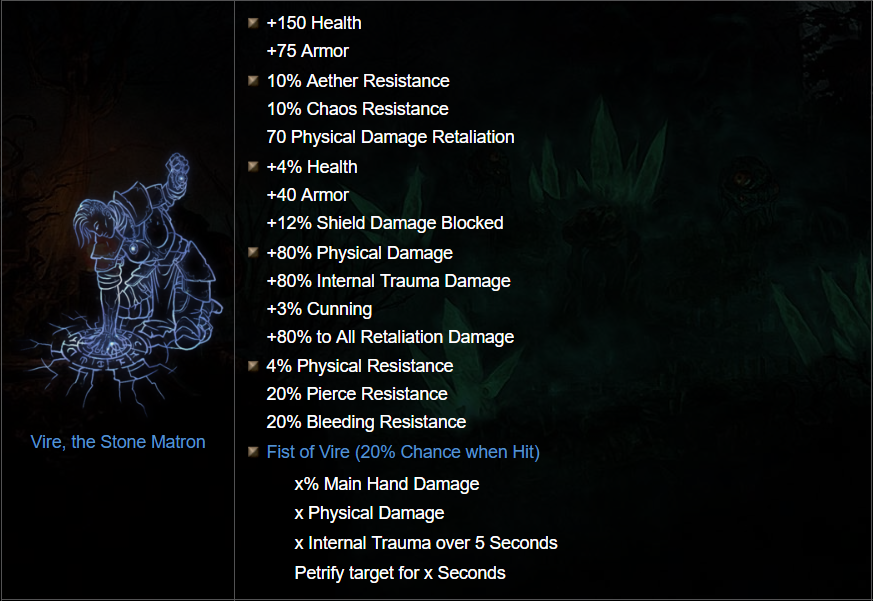 +150 Health
+75 Armor
10% Aether Resistance
10% Chaos Resistance
70 Physical Damage Retaliation
+4% Health
+40 Armor
+12% Shield Damage Blocked
+80% Physical Damage
+80% Internal Trauma Damage
+3% Cunning
+80% to All Retaliation Damage
4% Physical Resistance
20% Pierce Resistance
20% Bleeding Resistance
Vire, the Stone Matron
Fist of Vire (20% Chance when Hit)
x% Main Hand Damage
x Physical Damage
x Internal Trauma over 5 Seconds
Petrify target for x Seconds